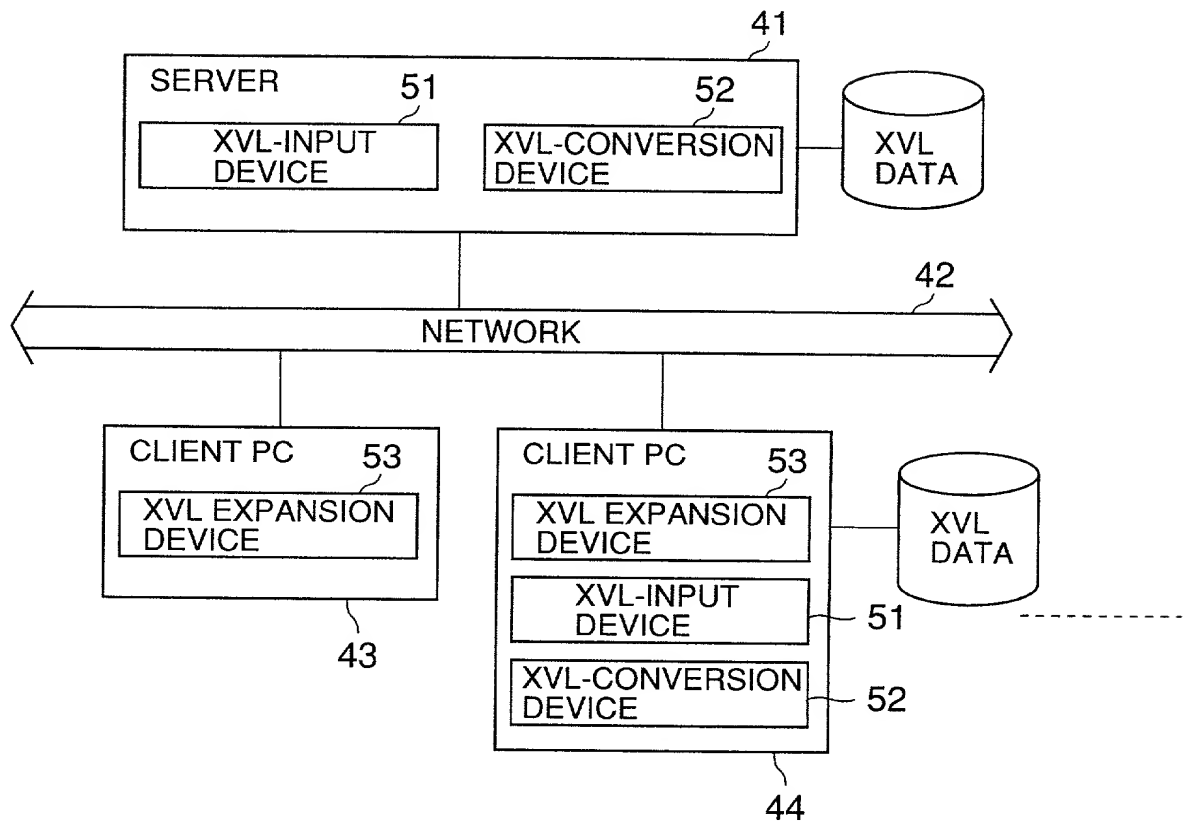 41
SERVER
51
52
XVL-INPUT
DEVICE
XVL-CONVERSION
DEVICE
XVL
DATA
42
NETWORK
CLIENT PC
53
XVL EXPANSION
DEVICE
43
CLIENT PC
53
XVL EXPANSION
DEVICE
XVL
DATA
XVL-INPUT
DEVICE
51
XVL-CONVERSION
DEVICE
52
44